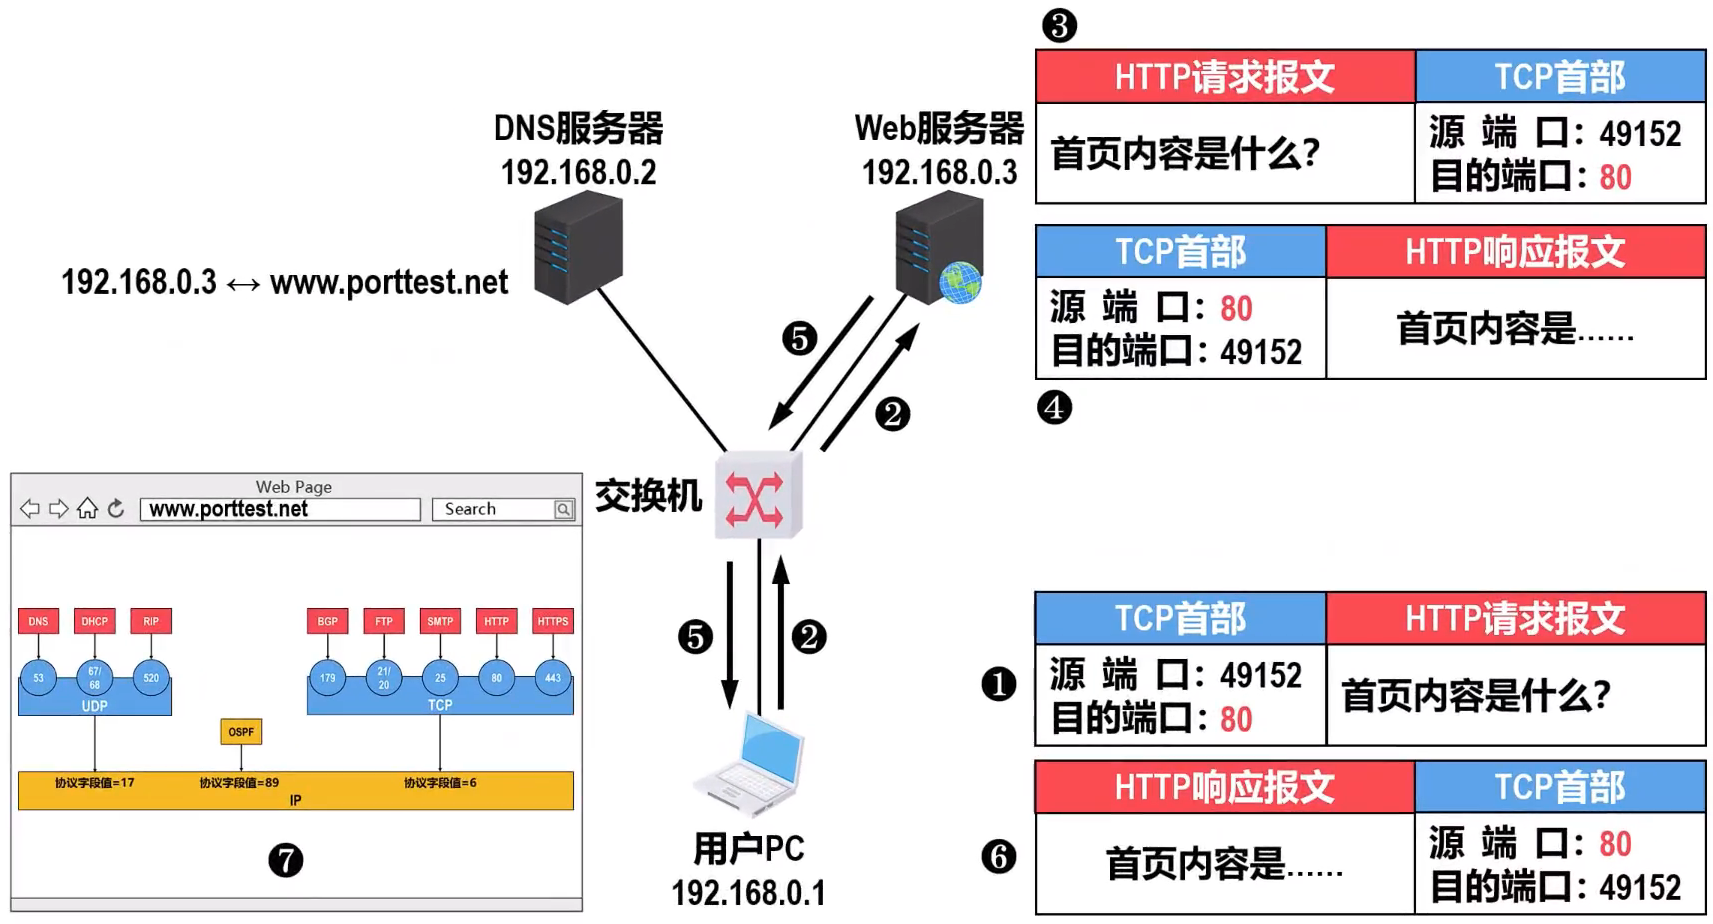 ❸
HTTP请求报文 TCP首部
首页内容是什么?
源 端 口：49152
目的端口：80
DNS服务器
192.168.0.2
Web服务器
192.168.0.3
TCP首部 HTTP响应报文
源 端 口：80
目的端口：49152
首页内容是......
❹
192.168.0.3 ↔ www.porttest.net
❺
❷
交换机
Web Page
www.porttest.net
Search
DNS DHCP RIP BGP FTP SMTP HTTP HTTPS
53 67/68 520 179 21/20 25 80 443
UDP TCP
OSPF
协议字段值=17 协议字段值=89 协议字段值=6
IP
❼
❺ ❷
用户PC
192.168.0.1
❶
TCP首部 HTTP请求报文
源 端 口：49152
目的端口：80
首页内容是什么?
❻
HTTP响应报文 TCP首部
首页内容是......
源 端 口：80
目的端口：49152